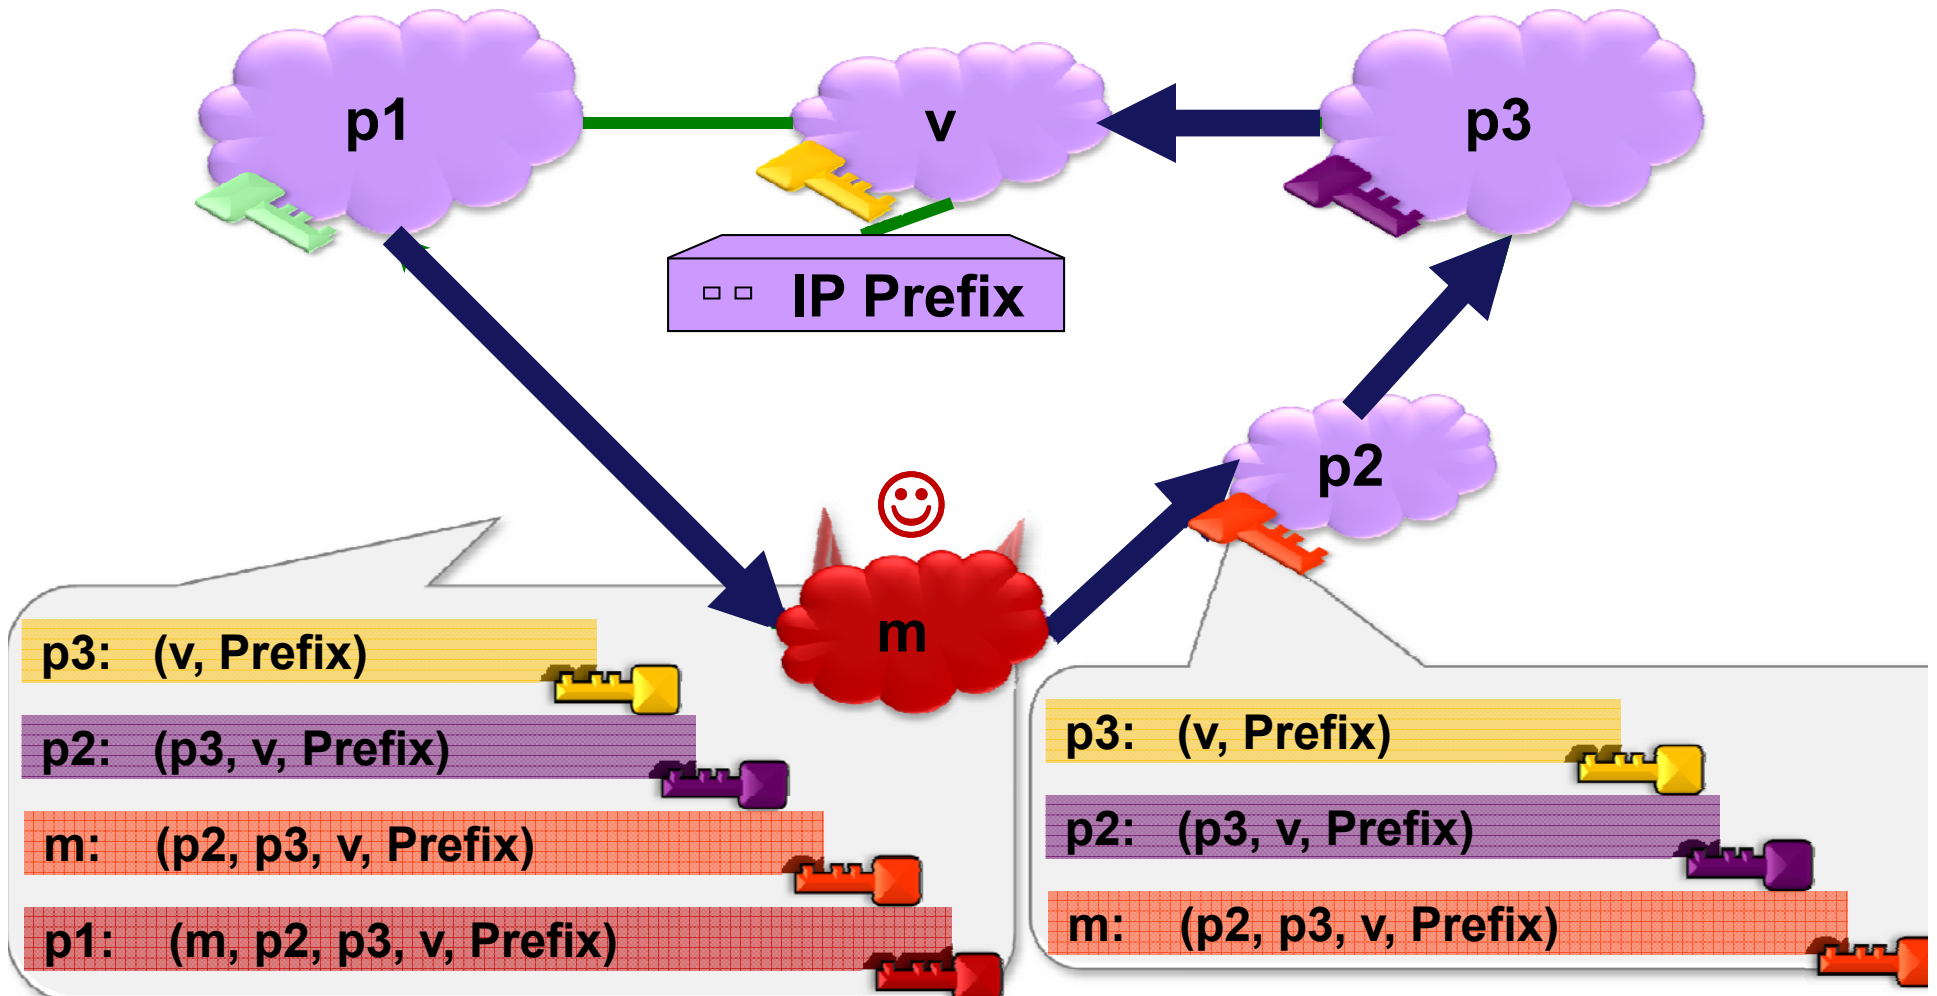 p1
v
p3
IP Prefix
p2
m
p3: (v, Prefix)
p2: (p3, v, Prefix)
m: (p2, p3, v, Prefix)
p1: (m, p2, p3, v, Prefix)
p3: (v, Prefix)
p2: (p3, v, Prefix)
m: (p2, p3, v, Prefix)